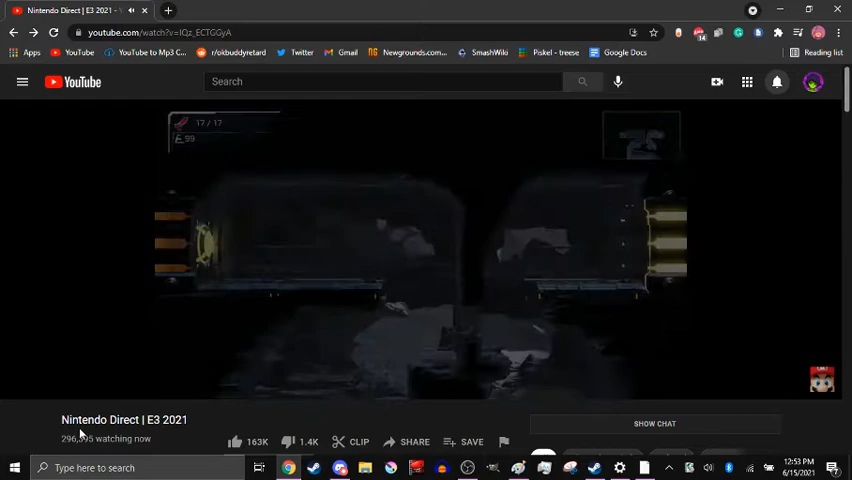 Nintendo Direct | E3 2021 - Y
youtube.com/watch?v=IQz_ECTGGyA
14
Apps YouTube YouTube to Mp3 C... r/okbuddyretard Twitter Gmail Newgrounds.com... SmashWiki Piskel - treese Google Docs Reading list
YouTube Search
17 / 17
E 99
Nintendo Direct | E3 2021
watching now
163K 1.4K CLIP SHARE SAVE
SHOW CHAT
Type here to search
12:53 PM
6/15/2021